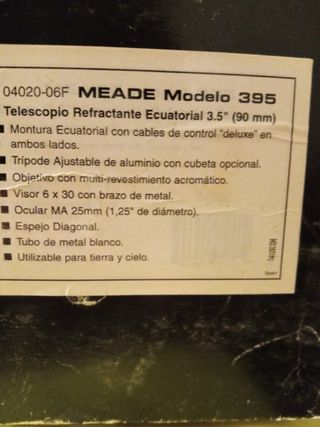 04020-06F MEADE Modelo 395
Telescopio Refractante Ecuatorial 3.5" (90 mm)
Montura Ecuatorial con cables de control "deluxe" en
ambos lados.
Trípode Ajustable de aluminio con cubeta opcional.
Objetivo con multi-revestimiento acromático.
Visor 6 x 30 con brazo de metal.
Ocular MA 25mm (1,25" de diámetro).
Espejo Diagonal.
Tubo de metal blanco.
Utilizable para tierra y cielo.